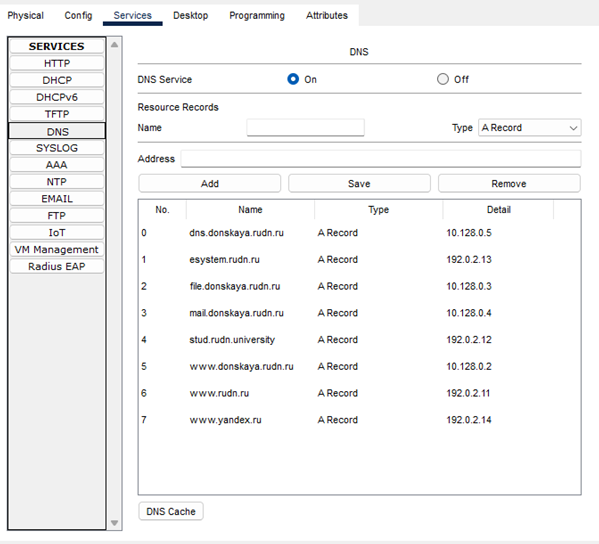 Physical Config Services Desktop Programming Attributes
SERVICES
HTTP
DHCP
DHCPv6
TFTP
DNS
SYSLOG
AAA
NTP
EMAIL
FTP
IoT
VM Management
Radius EAP
DNS
DNS Service On Off
Resource Records
Name Type A Record
Address
Add Save Remove
No. Name Type Detail
0 dns.donskaya.rudn.ru A Record 10.128.0.5
1 esystem.rudn.ru A Record 192.0.2.13
2 file.donskaya.rudn.ru A Record 10.128.0.3
3 mail.donskaya.rudn.ru A Record 10.128.0.4
4 stud.rudn.university A Record 192.0.2.12
5 www.donskaya.rudn.ru A Record 10.128.0.2
6 www.rudn.ru A Record 192.0.2.11
7 www.yandex.ru A Record 192.0.2.14
DNS Cache